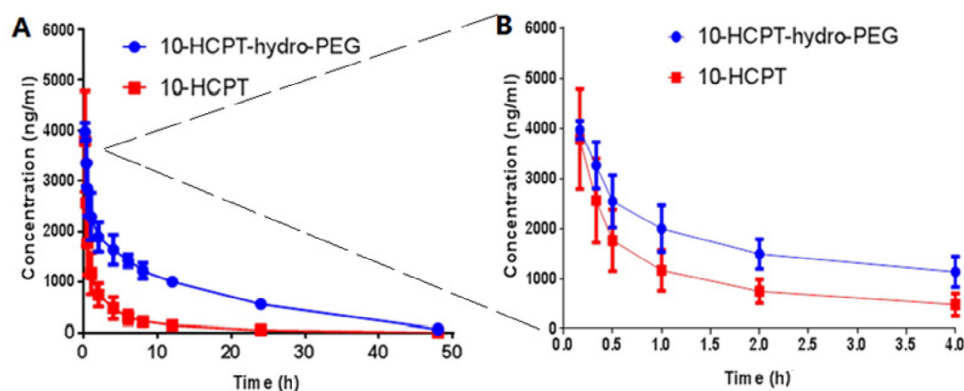 A
10-HCPT-hydro-PEG
10-HCPT
Concentration (ng/ml)
6000
5000
4000
3000
2000
1000
0
0 10 20 30 40 50
Time (h)
B
10-HCPT-hydro-PEG
10-HCPT
Concentration (ng/ml)
6000
5000
4000
3000
2000
1000
0
0.0 0.5 1.0 1.5 2.0 2.5 3.0 3.5 4.0
Time (h)